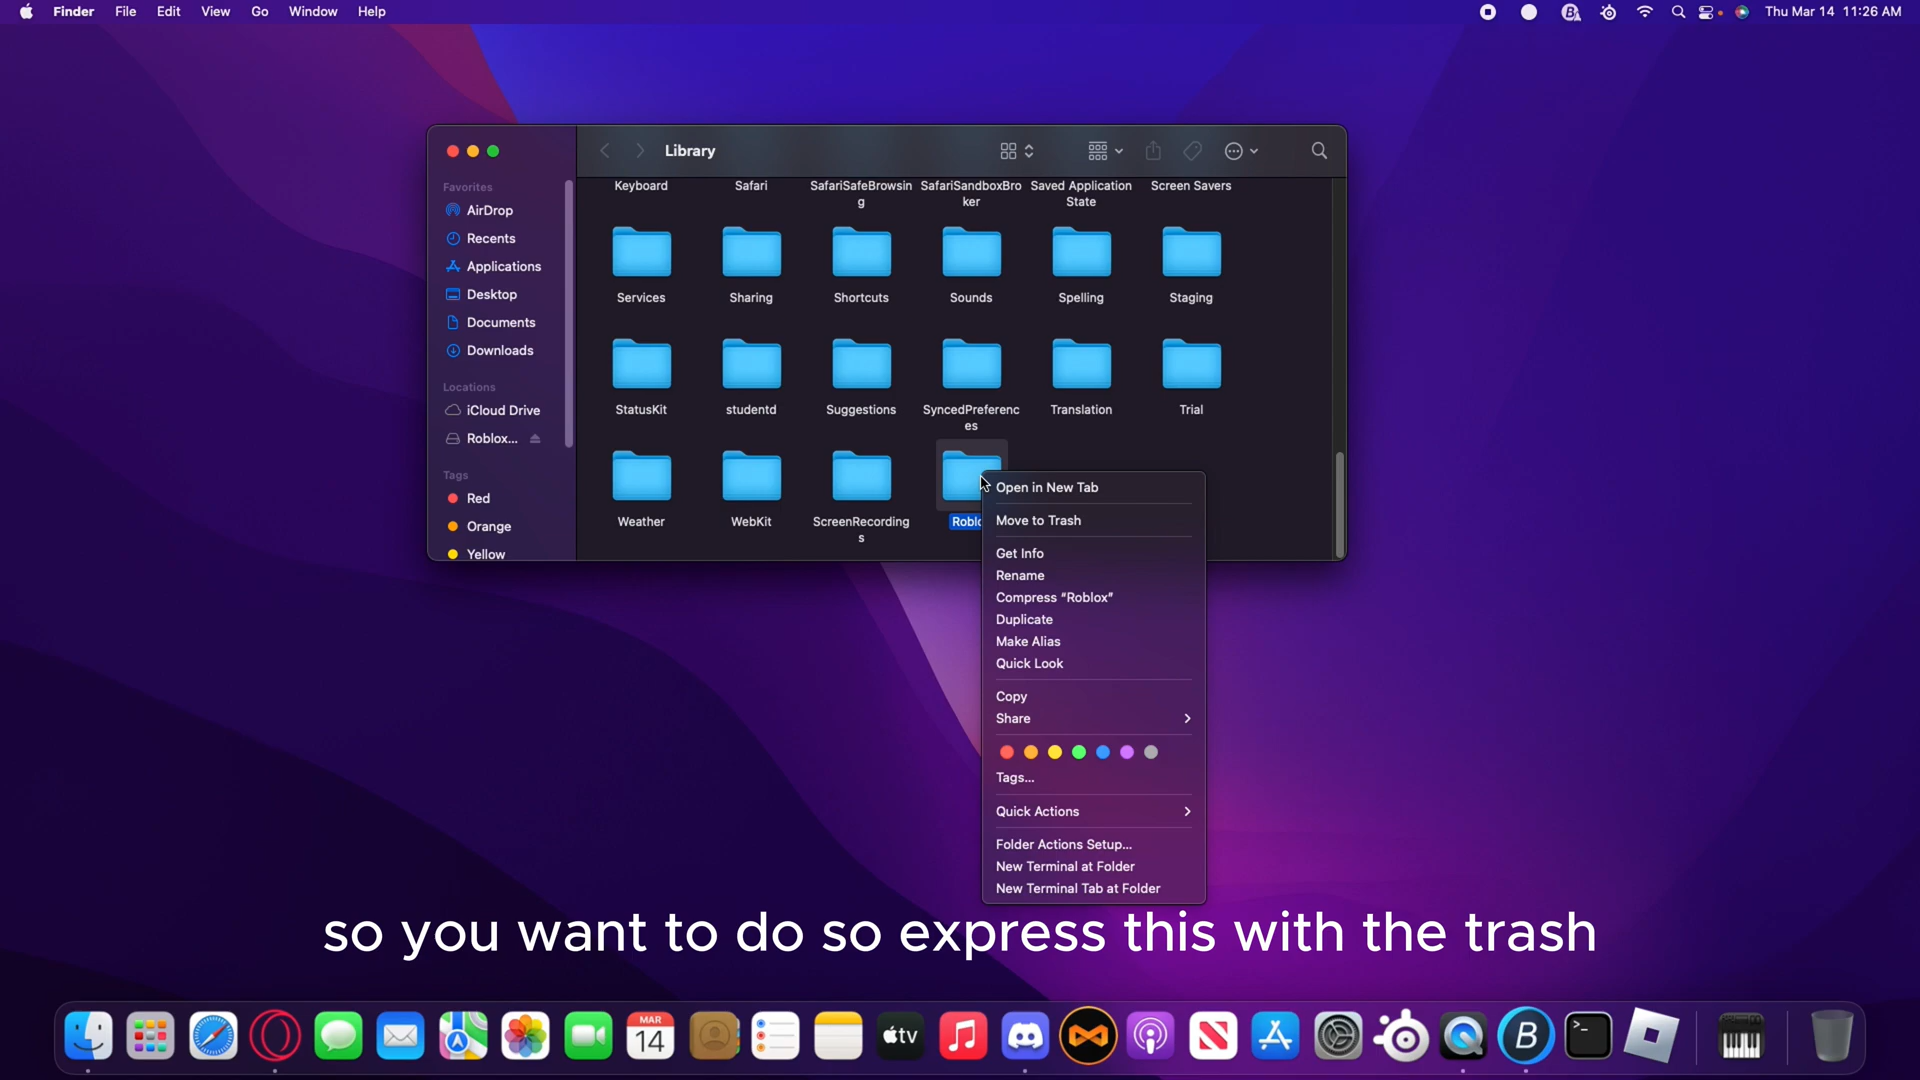 Finder File Edit View Go Window Help Thu Mar 14 11:26 AM
Library
Favorites
AirDrop
Recents
Applications
Desktop
Documents
Downloads
Locations
iCloud Drive
Roblox...
Tags
Red
Orange
Yellow
Keyboard Safari SafariSafeBrowsin SafariSandboxBro Saved Application Screen Savers
g ker State
Services Sharing Shortcuts Sounds Spelling Staging
StatusKit studentd Suggestions SyncedPreferenc Translation Trial
es
Weather WebKit ScreenRecording Roblo
s
Open in New Tab
Move to Trash
Get Info
Rename
Compress “Roblox”
Duplicate
Make Alias
Quick Look
Copy
Share
Tags...
Quick Actions
Folder Actions Setup...
New Terminal at Folder
New Terminal Tab at Folder
so you want to do so express this with the trash
MAR
14
tv
B
>_